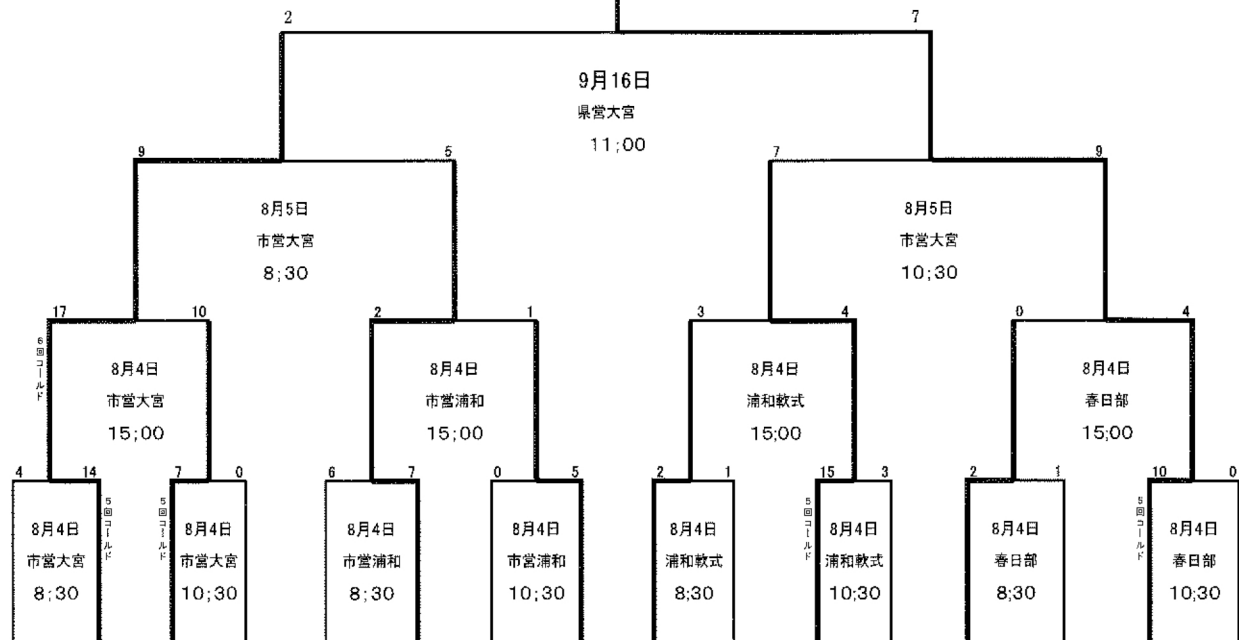 2 7
9月16日
県営大宮
11;00
9 5 7 9
8月5日 8月5日
市営大宮 市営大宮
8;30 10;30
17 10 2 1 3 4 0 4
6回コールド
8月4日 8月4日 8月4日 8月4日
市営大宮 市営浦和 浦和軟式 春日部
15;00 15;00 15;00 15;00
4 14 7 0 6 7 0 5 2 1 15 3 2 1 10 0
5回コールド 5回コールド 5回コールド 5回コールド
8月4日 8月4日 8月4日 8月4日 8月4日 8月4日 8月4日 8月4日
市営大宮 市営大宮 市営浦和 市営浦和 浦和軟式 浦和軟式 春日部 春日部
8;30 10;30 8;30 10;30 8;30 10;30 8;30 10;30